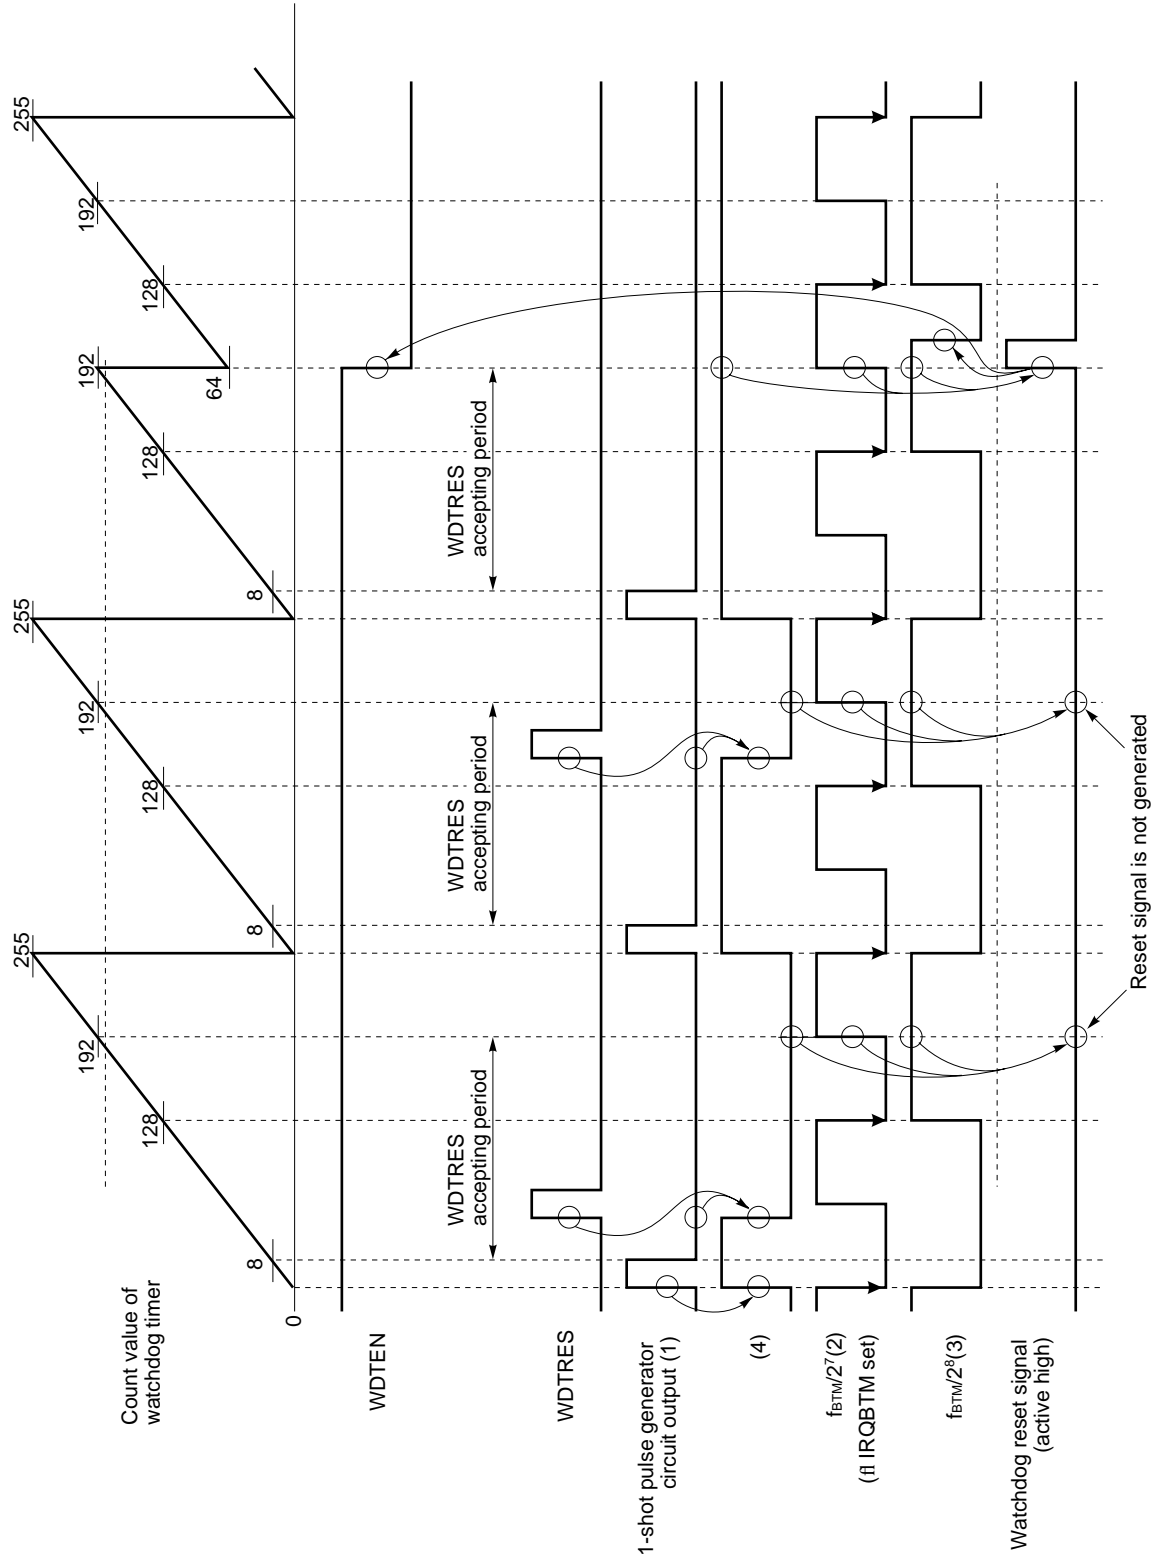 Count value of
watchdog timer
0
8
128
192
255
8
128
192
255
8
128
192
64
128
192
255
WDTEN
WDTRES
accepting period
WDTRES
accepting period
WDTRES
accepting period
WDTRES
1-shot pulse generator
circuit output (1)
(4)
fBTM/2⁷(2)
(fl IRQBTM set)
fBTM/2⁸(3)
Watchdog reset signal
(active high)
Reset signal is not generated